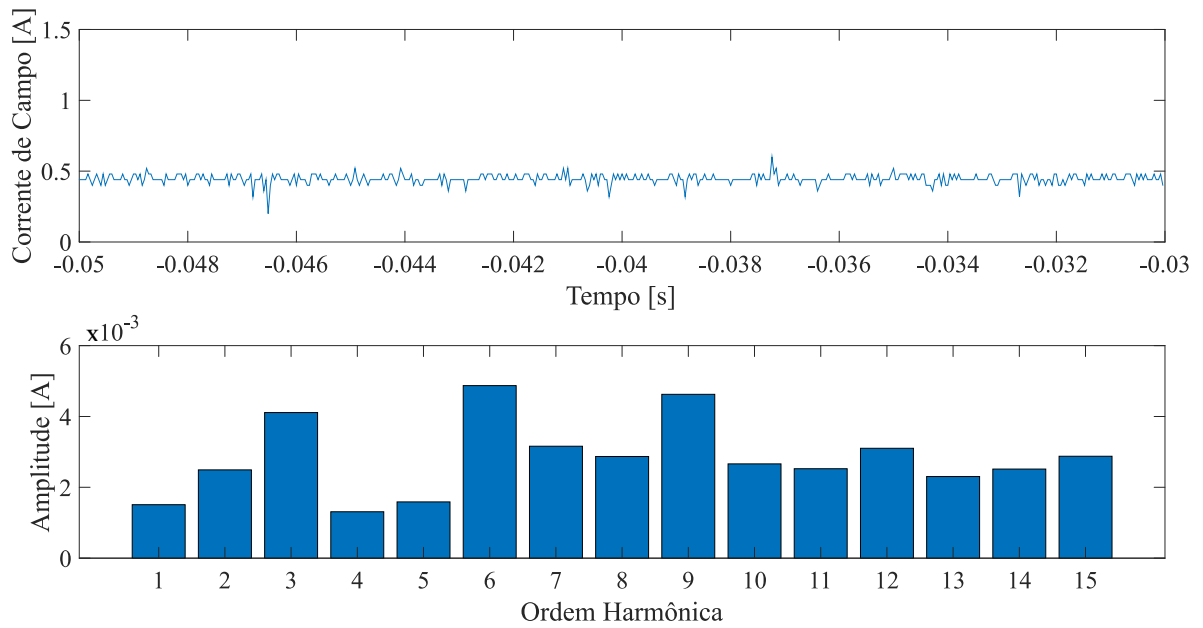 Corrente de Campo [A]
1.5
1
0.5
0
-0.05 -0.048 -0.046 -0.044 -0.042 -0.04 -0.038 -0.036 -0.034 -0.032 -0.03
Tempo [s]
x10-3
Amplitude [A]
6
4
2
0
1 2 3 4 5 6 7 8 9 10 11 12 13 14 15
Ordem Harmônica